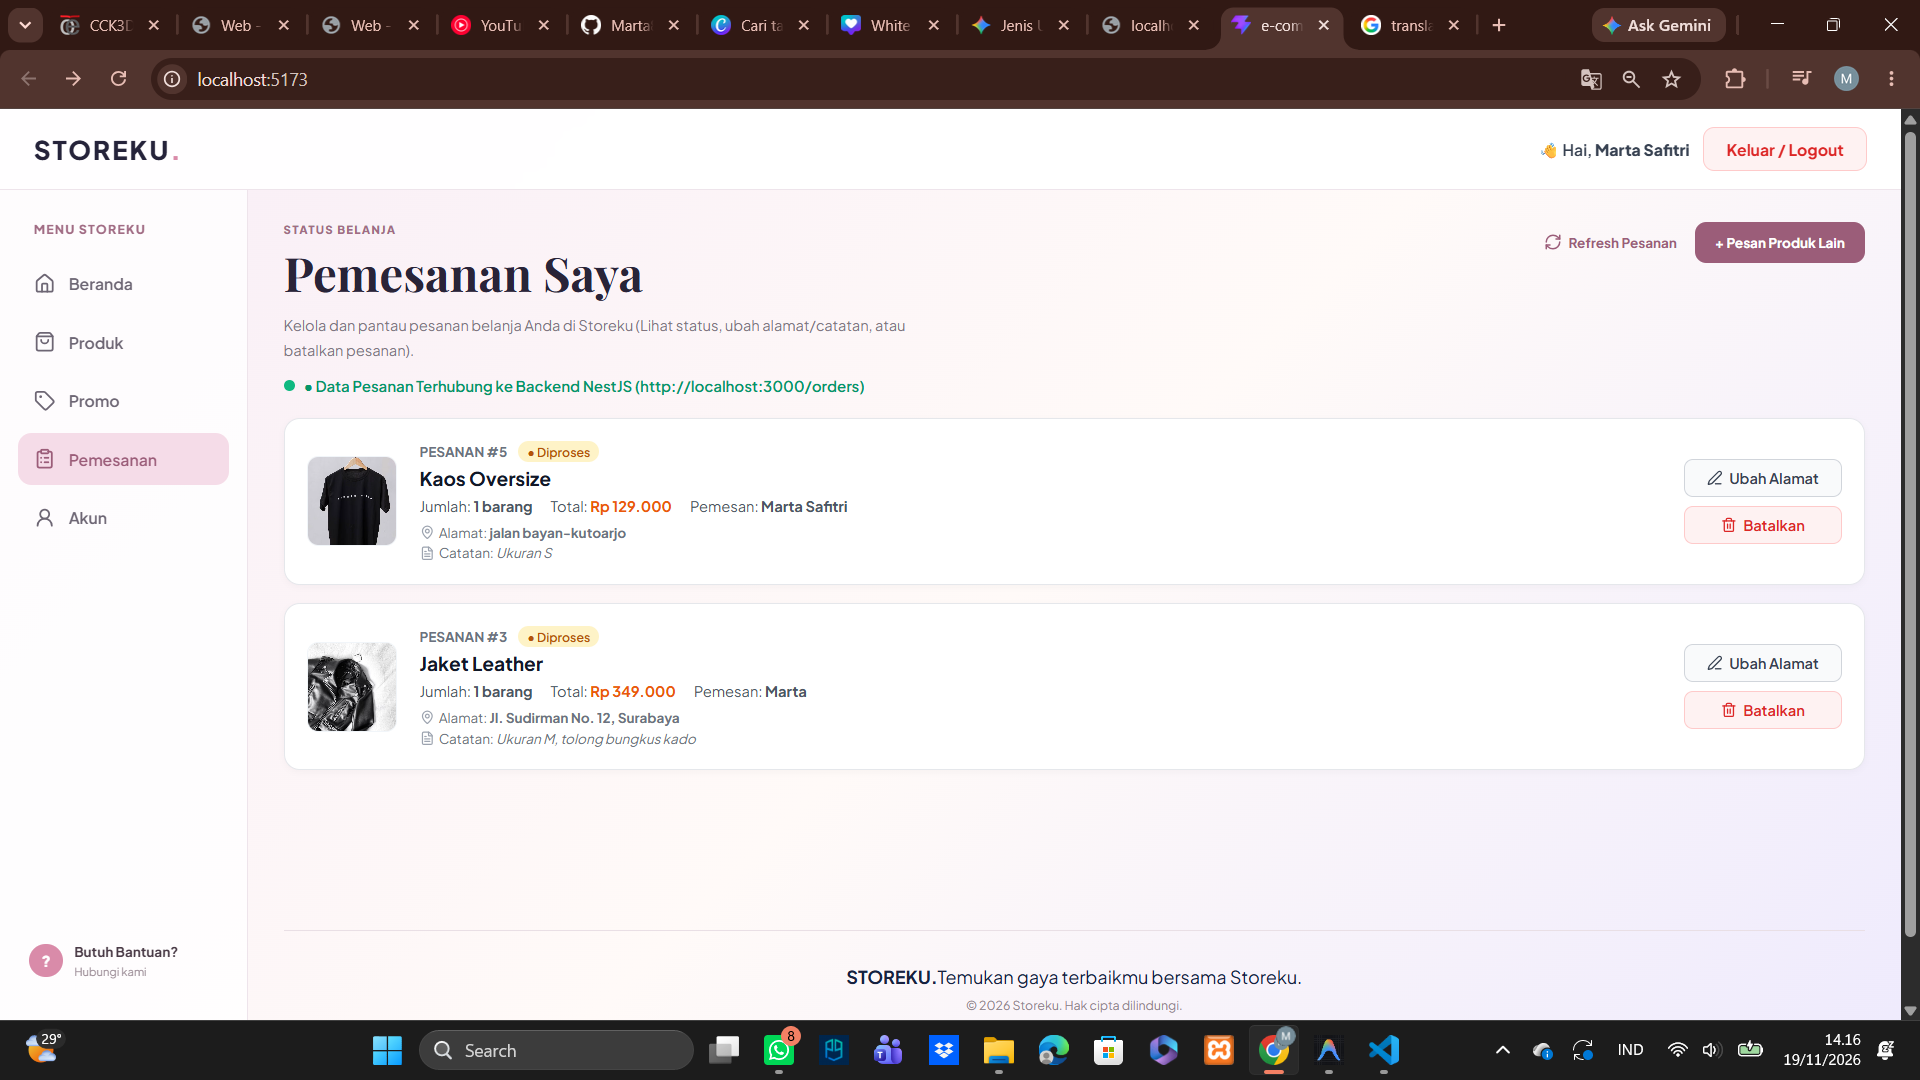 CCK3D
Web -
Web -
YouTu
Marta
Cari ta
White
Jenis U
localh
e-com
transla
Ask Gemini
localhost:5173
M
STOREKU.
Hai, Marta Safitri
Keluar / Logout
MENU STOREKU
Beranda
Produk
Promo
Pemesanan
Akun
Butuh Bantuan?
Hubungi kami
STATUS BELANJA
Pemesanan Saya
Refresh Pesanan
+ Pesan Produk Lain
Kelola dan pantau pesanan belanja Anda di Storeku (Lihat status, ubah alamat/catatan, atau
batalkan pesanan).
● Data Pesanan Terhubung ke Backend NestJS (http://localhost:3000/orders)
PESANAN #5 ● Diproses
Kaos Oversize
Jumlah: 1 barang Total: Rp 129.000 Pemesan: Marta Safitri
Alamat: jalan bayan-kutoarjo
Catatan: Ukuran S
Ubah Alamat
Batalkan
PESANAN #3 ● Diproses
Jaket Leather
Jumlah: 1 barang Total: Rp 349.000 Pemesan: Marta
Alamat: Jl. Sudirman No. 12, Surabaya
Catatan: Ukuran M, tolong bungkus kado
Ubah Alamat
Batalkan
STOREKU.Temukan gaya terbaikmu bersama Storeku.
© 2026 Storeku. Hak cipta dilindungi.
29°
Search
8
M
IND
14.16
19/11/2026